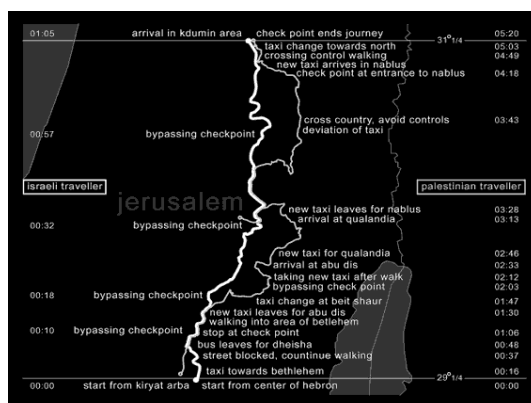 01:05 arrival in kdumin area check point ends journey 05:20
31° 1/4
taxi change towards north 05:03
crossing control walking 04:49
new taxi arrives in nablus
check point at entrance to nablus 04:18
cross country, avoid controls 03:43
deviation of taxi
00:57 bypassing checkpoint
israeli traveller palestinian traveller
jerusalem
new taxi leaves for nablus 03:28
arrival at qualandia 03:13
00:32 bypassing checkpoint
new taxi for qualandia 02:46
arrival at abu dis 02:33
taking new taxi after walk 02:12
bypassing check point 02:03
00:18 bypassing checkpoint
taxi change at beit shaur 01:47
new taxi leaves for abu dis 01:30
walking into area of betlehem
00:10 bypassing checkpoint stop at check point 01:06
bus leaves for dheisha 00:48
street blocked, countinue walking 00:37
taxi towards bethlehem 00:16
29° 1/4
00:00 start from kiryat arba start from center of hebron 00:00